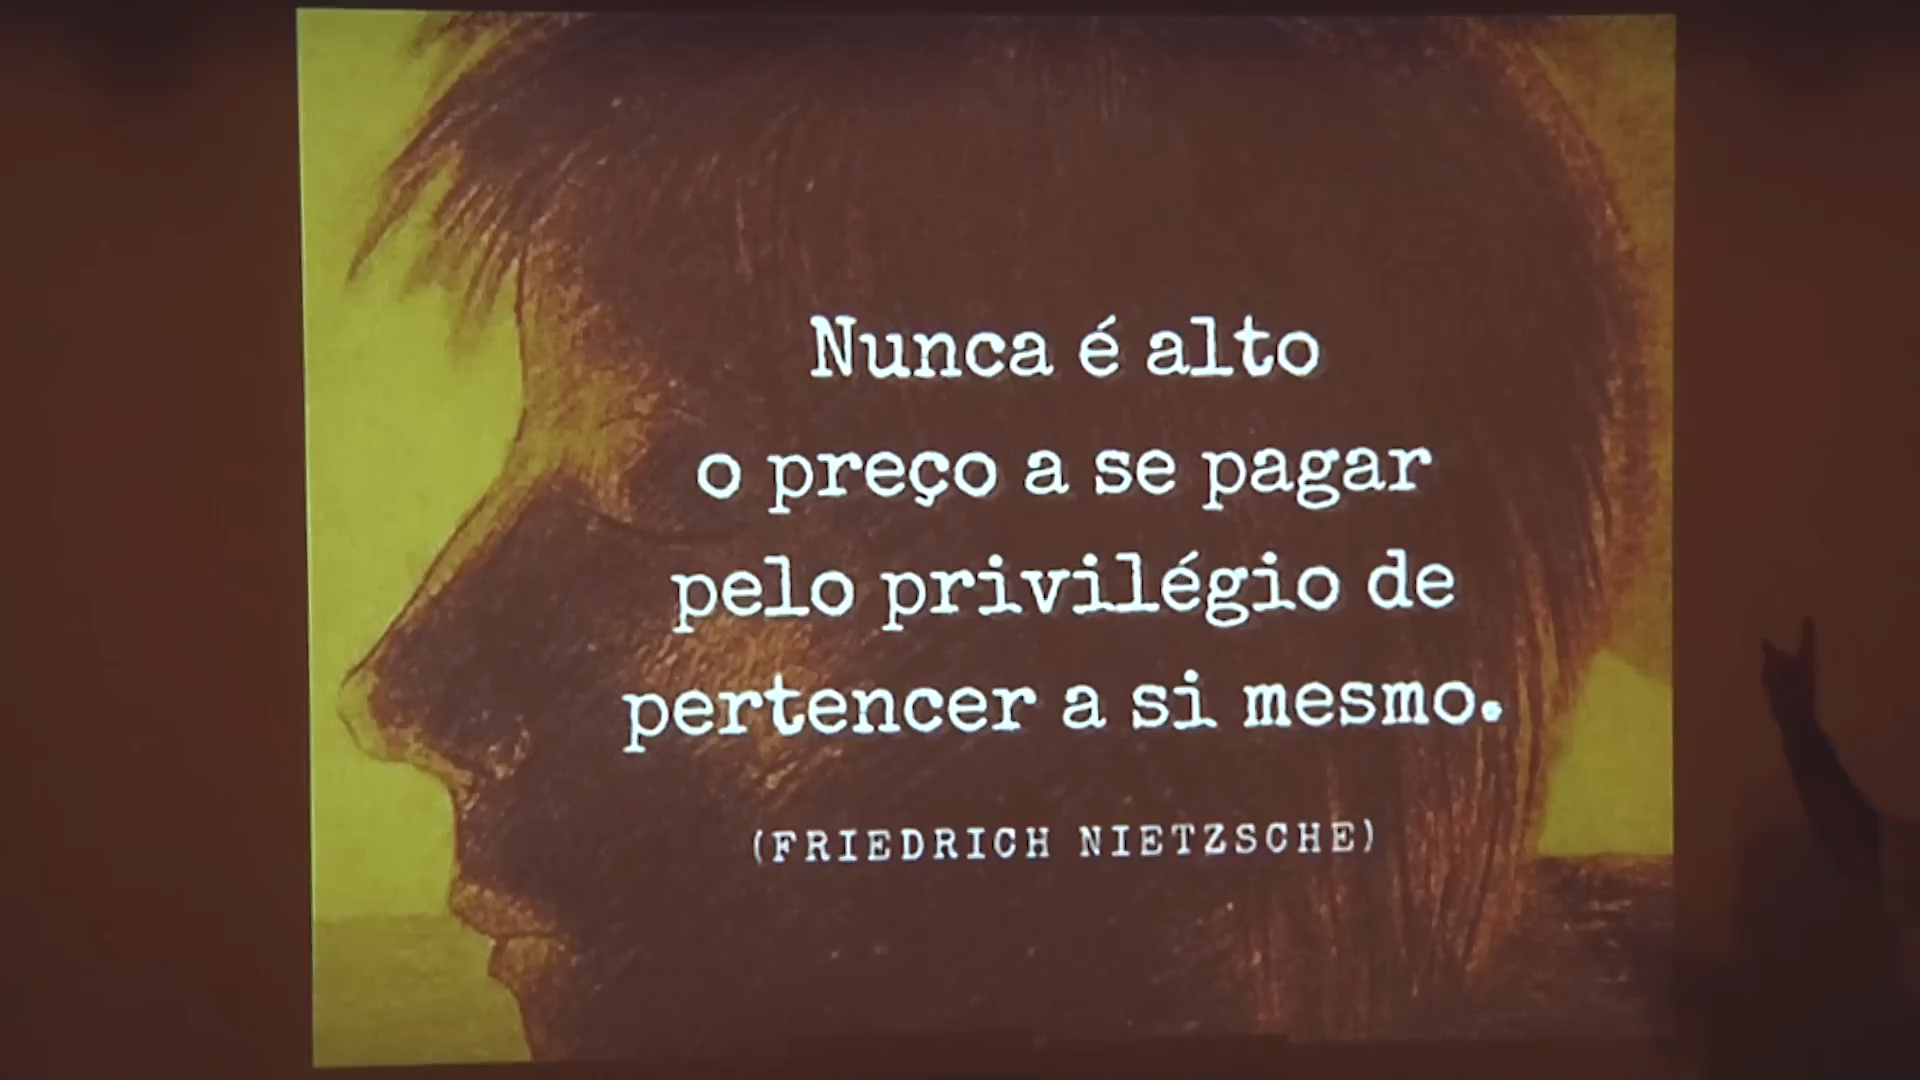 Nunca é alto
o preço a se pagar
pelo privilégio de
pertencer a si mesmo.
(FRIEDRICH NIETZSCHE)